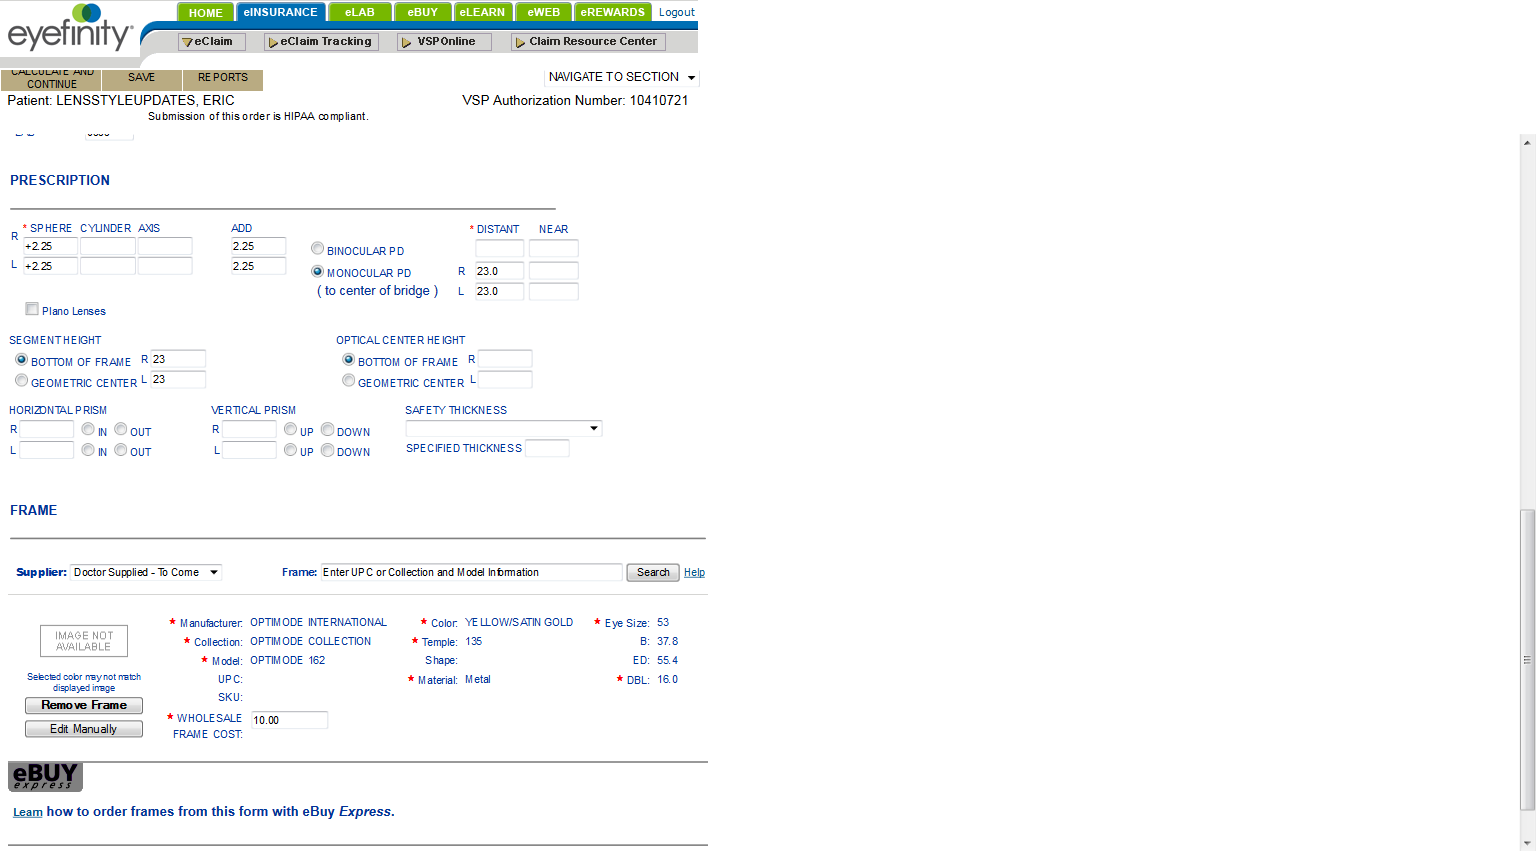 HOME eINSURANCE eLAB eBUY eLEARN eWEB eREWARDS Logout
eyefinity
eClaim eClaim Tracking VSPOnline Claim Resource Center
CALCULATE AND CONTINUE SAVE REPORTS NAVIGATE TO SECTION
Patient: LENSSTYLEUPDATES, ERIC VSP Authorization Number: 10410721
Submission of this order is HIPAA compliant.
PRESCRIPTION
* SPHERE CYLINDER AXIS ADD * DISTANT NEAR
R +2.25 2.25 BINOCULAR PD
L +2.25 2.25 MONOCULAR PD R 23.0
( to center of bridge ) L 23.0
Plano Lenses
SEGMENT HEIGHT OPTICAL CENTER HEIGHT
BOTTOM OF FRAME R 23 BOTTOM OF FRAME R
GEOMETRIC CENTER L 23 GEOMETRIC CENTER L
HORIZONTAL PRISM VERTICAL PRISM SAFETY THICKNESS
R IN OUT R UP DOWN
L IN OUT L UP DOWN SPECIFIED THICKNESS
FRAME
Supplier: Doctor Supplied - To Come Frame: Enter UPC or Collection and Model Information Search Help
IMAGE NOT
AVAILABLE
Selected color may not match
displayed image
Remove Frame
Edit Manually
* Manufacturer: OPTIMODE INTERNATIONAL * Color: YELLOW/SATIN GOLD * Eye Size: 53
* Collection: OPTIMODE COLLECTION * Temple: 135 B: 37.8
* Model: OPTIMODE 162 Shape: ED: 55.4
UPC: * Material: Metal * DBL: 16.0
SKU:
* WHOLESALE
FRAME COST: 10.00
eBUY
express
Learn how to order frames from this form with eBuy Express.